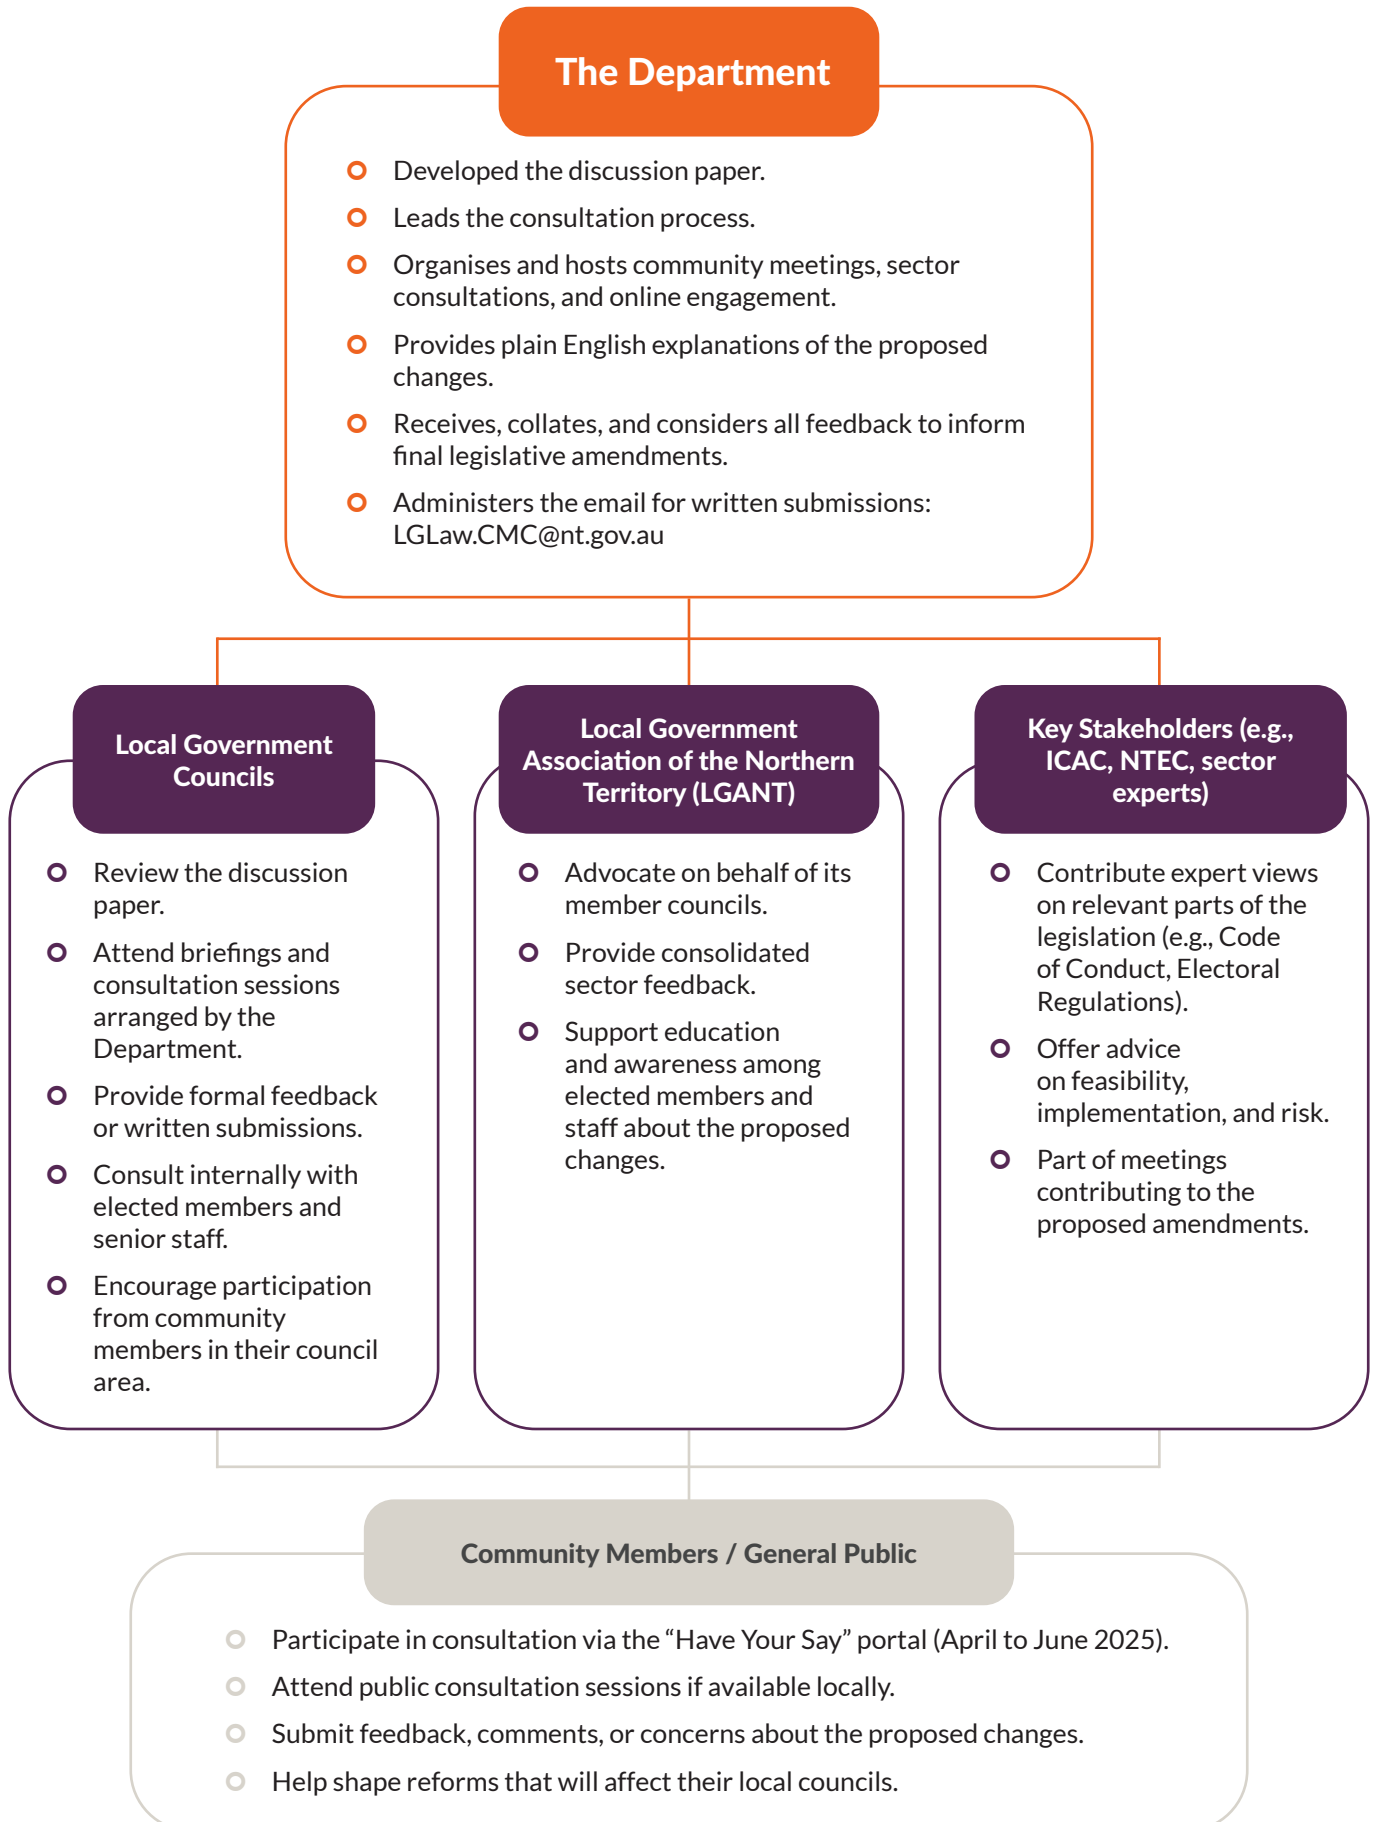 The Department
Developed the discussion paper.
Leads the consultation process.
Organises and hosts community meetings, sector
consultations, and online engagement.
Provides plain English explanations of the proposed
changes.
Receives, collates, and considers all feedback to inform
final legislative amendments.
Administers the email for written submissions:
LGLaw.CMC@nt.gov.au
Local Government
Councils
Review the discussion
paper.
Attend briefings and
consultation sessions
arranged by the
Department.
Provide formal feedback
or written submissions.
Consult internally with
elected members and
senior staff.
Encourage participation
from community
members in their council
area.
Local Government
Association of the Northern
Territory (LGANT)
Advocate on behalf of its
member councils.
Provide consolidated
sector feedback.
Support education
and awareness among
elected members and
staff about the proposed
changes.
Key Stakeholders (e.g.,
ICAC, NTEC, sector
experts)
Contribute expert views
on relevant parts of the
legislation (e.g., Code
of Conduct, Electoral
Regulations).
Offer advice
on feasibility,
implementation, and risk.
Part of meetings
contributing to the
proposed amendments.
Community Members / General Public
Participate in consultation via the “Have Your Say” portal (April to June 2025).
Attend public consultation sessions if available locally.
Submit feedback, comments, or concerns about the proposed changes.
Help shape reforms that will affect their local councils.